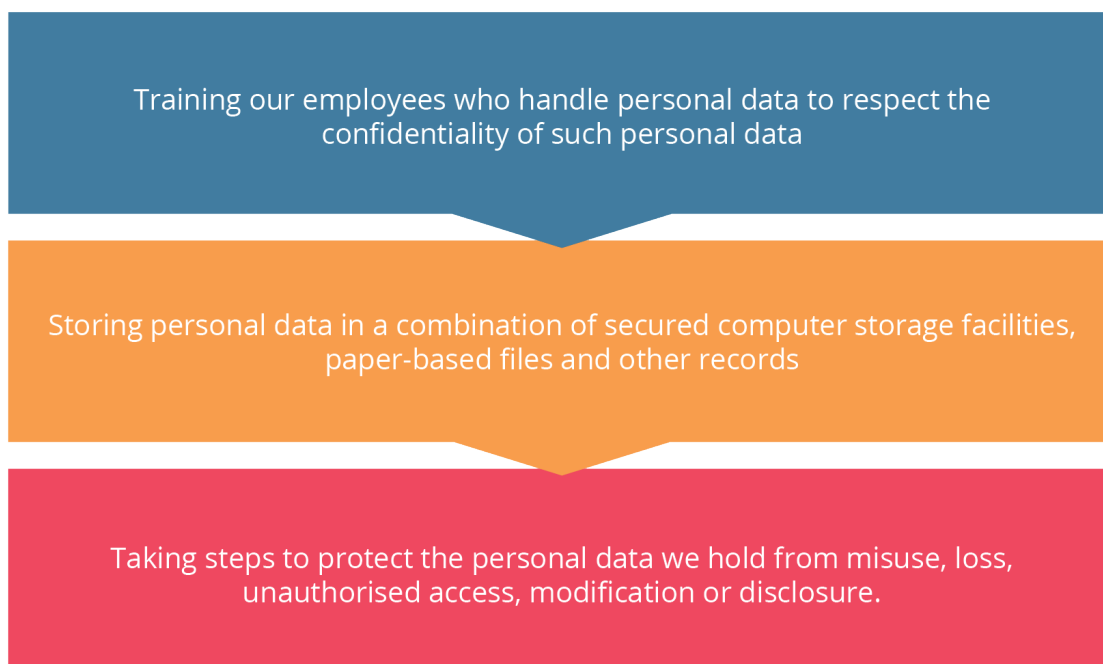 Training our employees who handle personal data to respect the
confidentiality of such personal data
Storing personal data in a combination of secured computer storage facilities,
paper-based files and other records
Taking steps to protect the personal data we hold from misuse, loss,
unauthorised access, modification or disclosure.